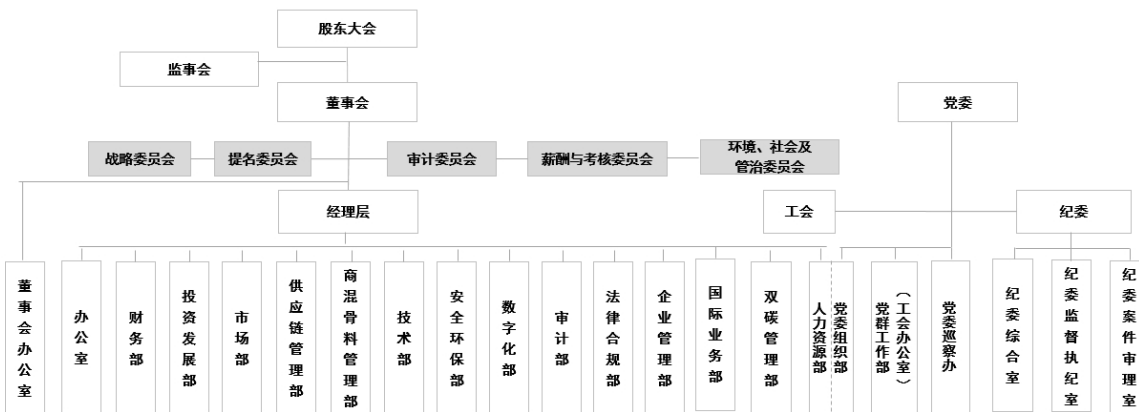 股东大会
监事会
董事会
党委
战略委员会
提名委员会
审计委员会
薪酬与考核委员会
环境、社会及
管治委员会
经理层
工会
纪委
董事会办公室
办公室
财务部
投资发展部
市场部
供应链管理部
商混骨料管理部
技术部
安全环保部
数字化部
审计部
法律合规部
企业管理部
国际业务部
双碳管理部
人力资源部
党委组织部
党群工作部
（工会办公室）
党委巡察办
纪委综合室
纪委监督执纪室
纪委案件审理室